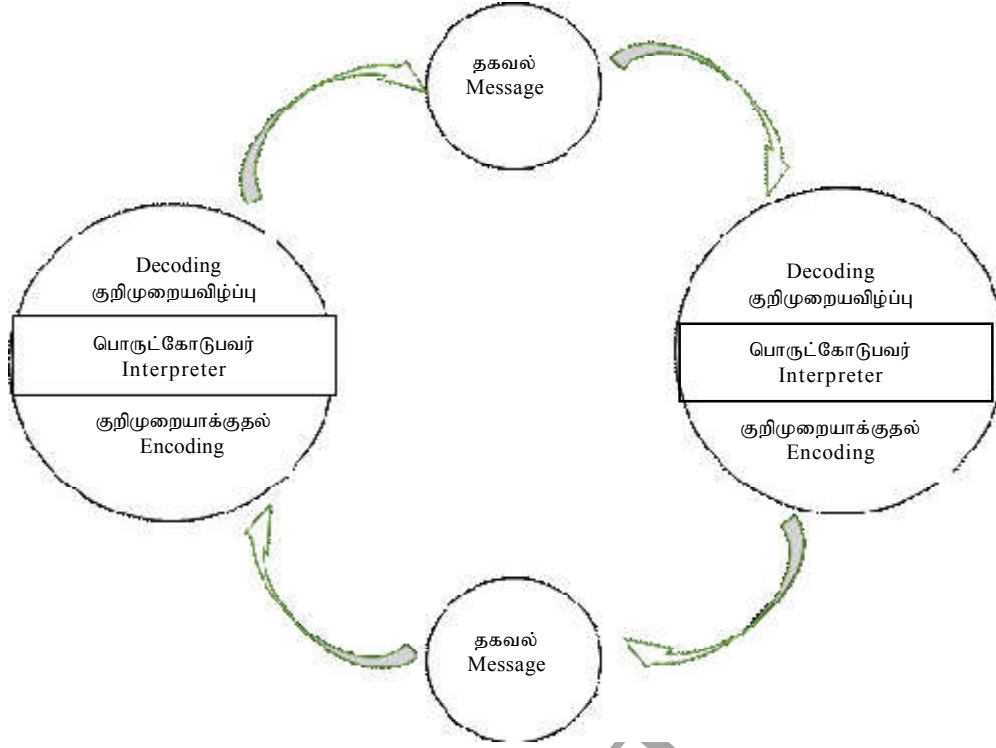 தகவல்
Message
Decoding
குறிமுறையவிழ்ப்பு
பொருட்கோடுபவர்
Interpreter
குறிமுறையாக்குதல்
Encoding
Decoding
குறிமுறையவிழ்ப்பு
பொருட்கோடுபவர்
Interpreter
குறிமுறையாக்குதல்
Encoding
தகவல்
Message